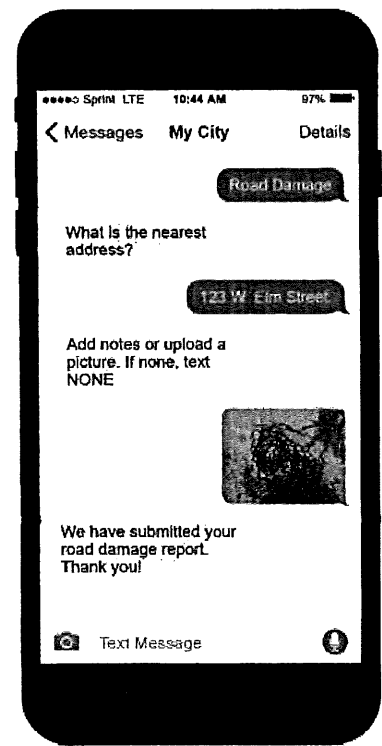 Sprint LTE 10:44 AM 97%
Messages My City Details
Road Damage
What is the nearest
address?
123 W. Elm Street
Add notes or upload a
picture. If none, text
NONE
We have submitted your
road damage report.
Thank you!
Text Message